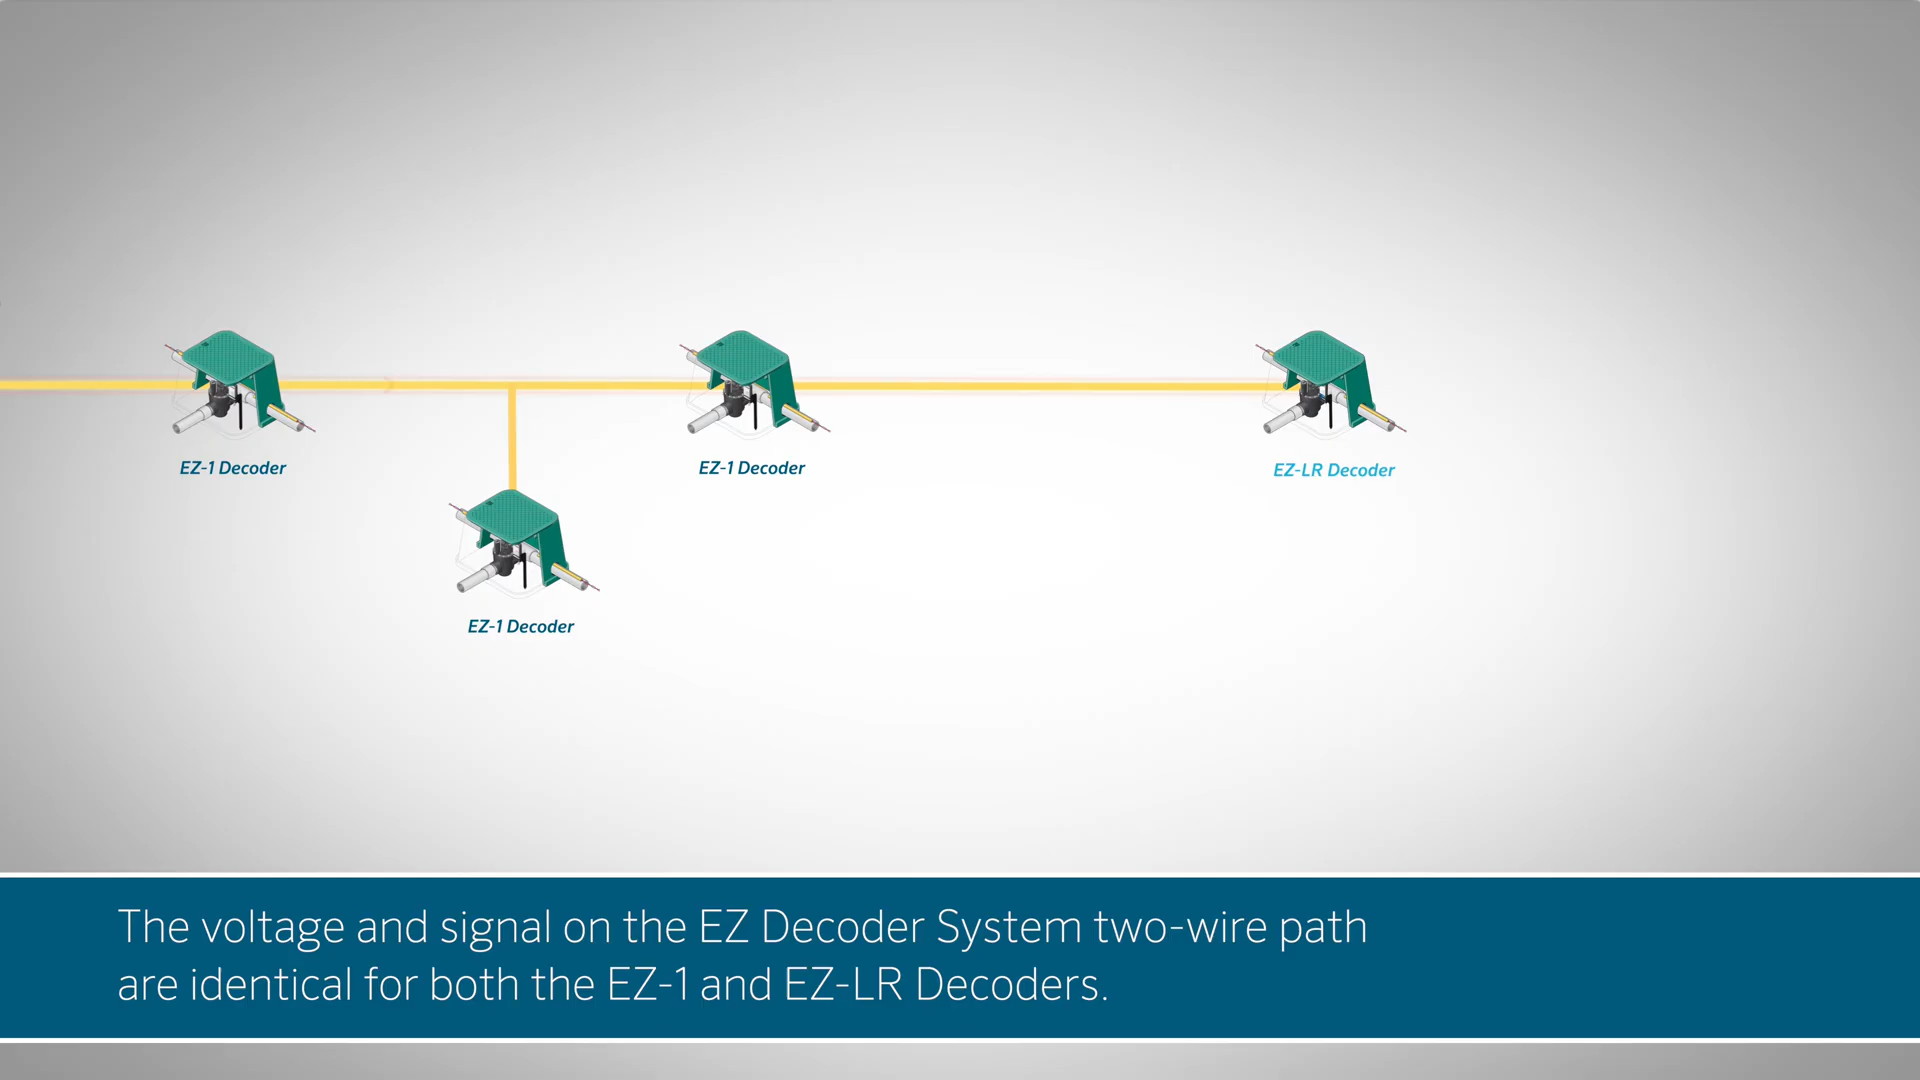 EZ-1 Decoder
EZ-1 Decoder
EZ-LR Decoder
EZ-1 Decoder
The voltage and signal on the EZ Decoder System two-wire path
are identical for both the EZ-1 and EZ-LR Decoders.